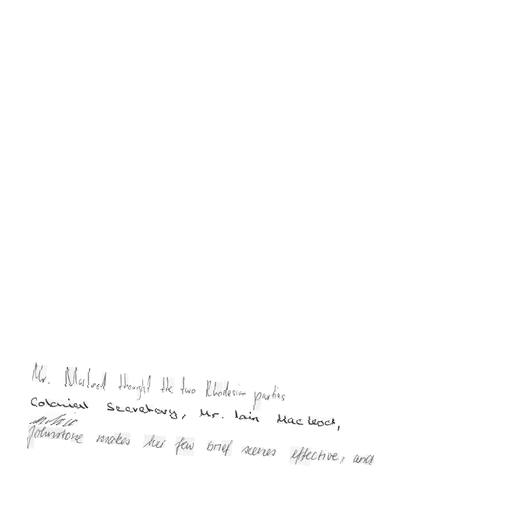 Mr. Macleod thought the two Rhodesian parties
Colonial Secretary, Mr. Iain Macleod,
Johnstone makes her few brief scenes effective, and